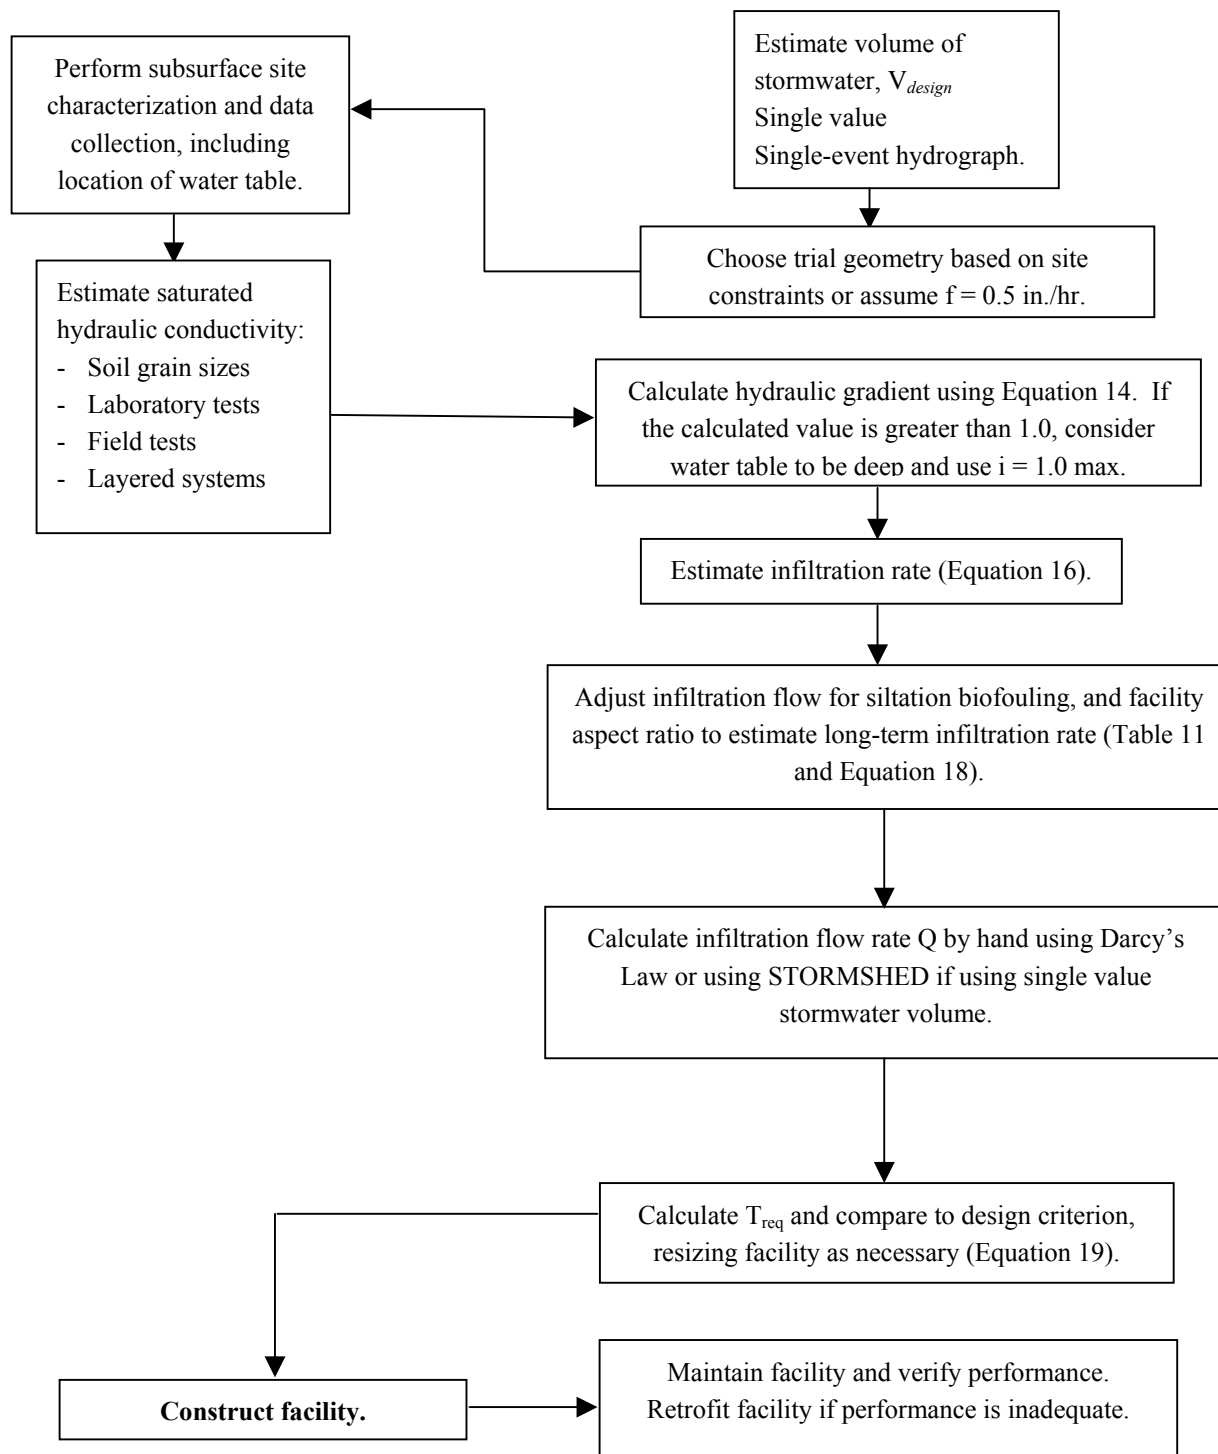 Estimate volume of
stormwater, Vdesign
Single value
Single-event hydrograph.
Choose trial geometry based on site
constraints or assume f = 0.5 in./hr.
Perform subsurface site
characterization and data
collection, including
location of water table.
Estimate saturated
hydraulic conductivity:
- Soil grain sizes
- Laboratory tests
- Field tests
- Layered systems
Calculate hydraulic gradient using Equation 14. If
the calculated value is greater than 1.0, consider
water table to be deep and use i = 1.0 max.
Estimate infiltration rate (Equation 16).
Adjust infiltration flow for siltation biofouling, and facility
aspect ratio to estimate long-term infiltration rate (Table 11
and Equation 18).
Calculate infiltration flow rate Q by hand using Darcy’s
Law or using STORMSHED if using single value
stormwater volume.
Calculate Treq and compare to design criterion,
resizing facility as necessary (Equation 19).
Construct facility.
Maintain facility and verify performance.
Retrofit facility if performance is inadequate.